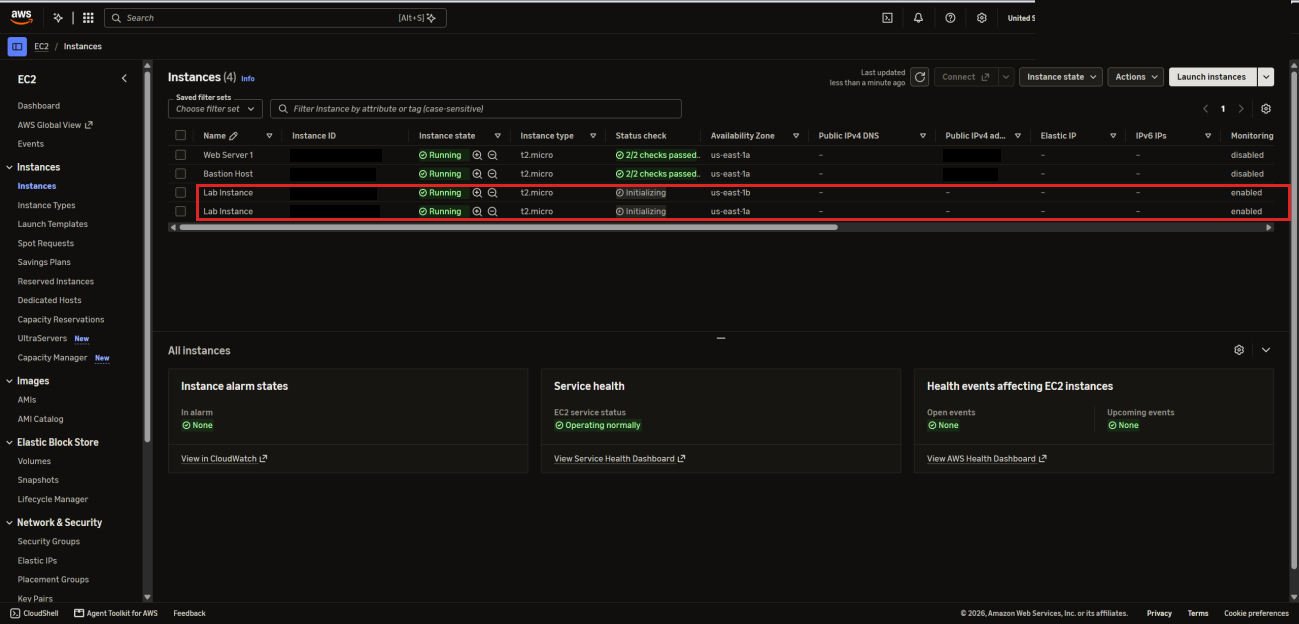 aws Search [Alt+S] United S
EC2 / Instances
EC2
Dashboard
AWS Global View
Events
Instances
Instances
Instance Types
Launch Templates
Spot Requests
Savings Plans
Reserved Instances
Dedicated Hosts
Capacity Reservations
UltraServers New
Capacity Manager New
Images
AMIs
AMI Catalog
Elastic Block Store
Volumes
Snapshots
Lifecycle Manager
Network & Security
Security Groups
Elastic IPs
Placement Groups
Key Pairs
Instances (4) Info
Last updated
less than a minute ago
Connect Instance state Actions Launch instances
Saved filter sets
Choose filter set Filter Instance by attribute or tag (case-sensitive) 1
Name Instance ID Instance state Instance type Status check Availability Zone Public IPv4 DNS Public IPv4 ad... Elastic IP IPv6 IPs Monitoring
Web Server 1 Running t2.micro 2/2 checks passed.. us-east-1a – – – disabled
Bastion Host Running t2.micro 2/2 checks passed.. us-east-1a – – – disabled
Lab Instance Running t2.micro Initializing us-east-1b – – – – enabled
Lab Instance Running t2.micro Initializing us-east-1a – – – – enabled
All instances
Instance alarm states
In alarm
None
View in CloudWatch
Service health
EC2 service status
Operating normally
View Service Health Dashboard
Health events affecting EC2 instances
Open events Upcoming events
None None
View AWS Health Dashboard
CloudShell Agent Toolkit for AWS Feedback © 2026, Amazon Web Services, Inc. or its affiliates. Privacy Terms Cookie preferences